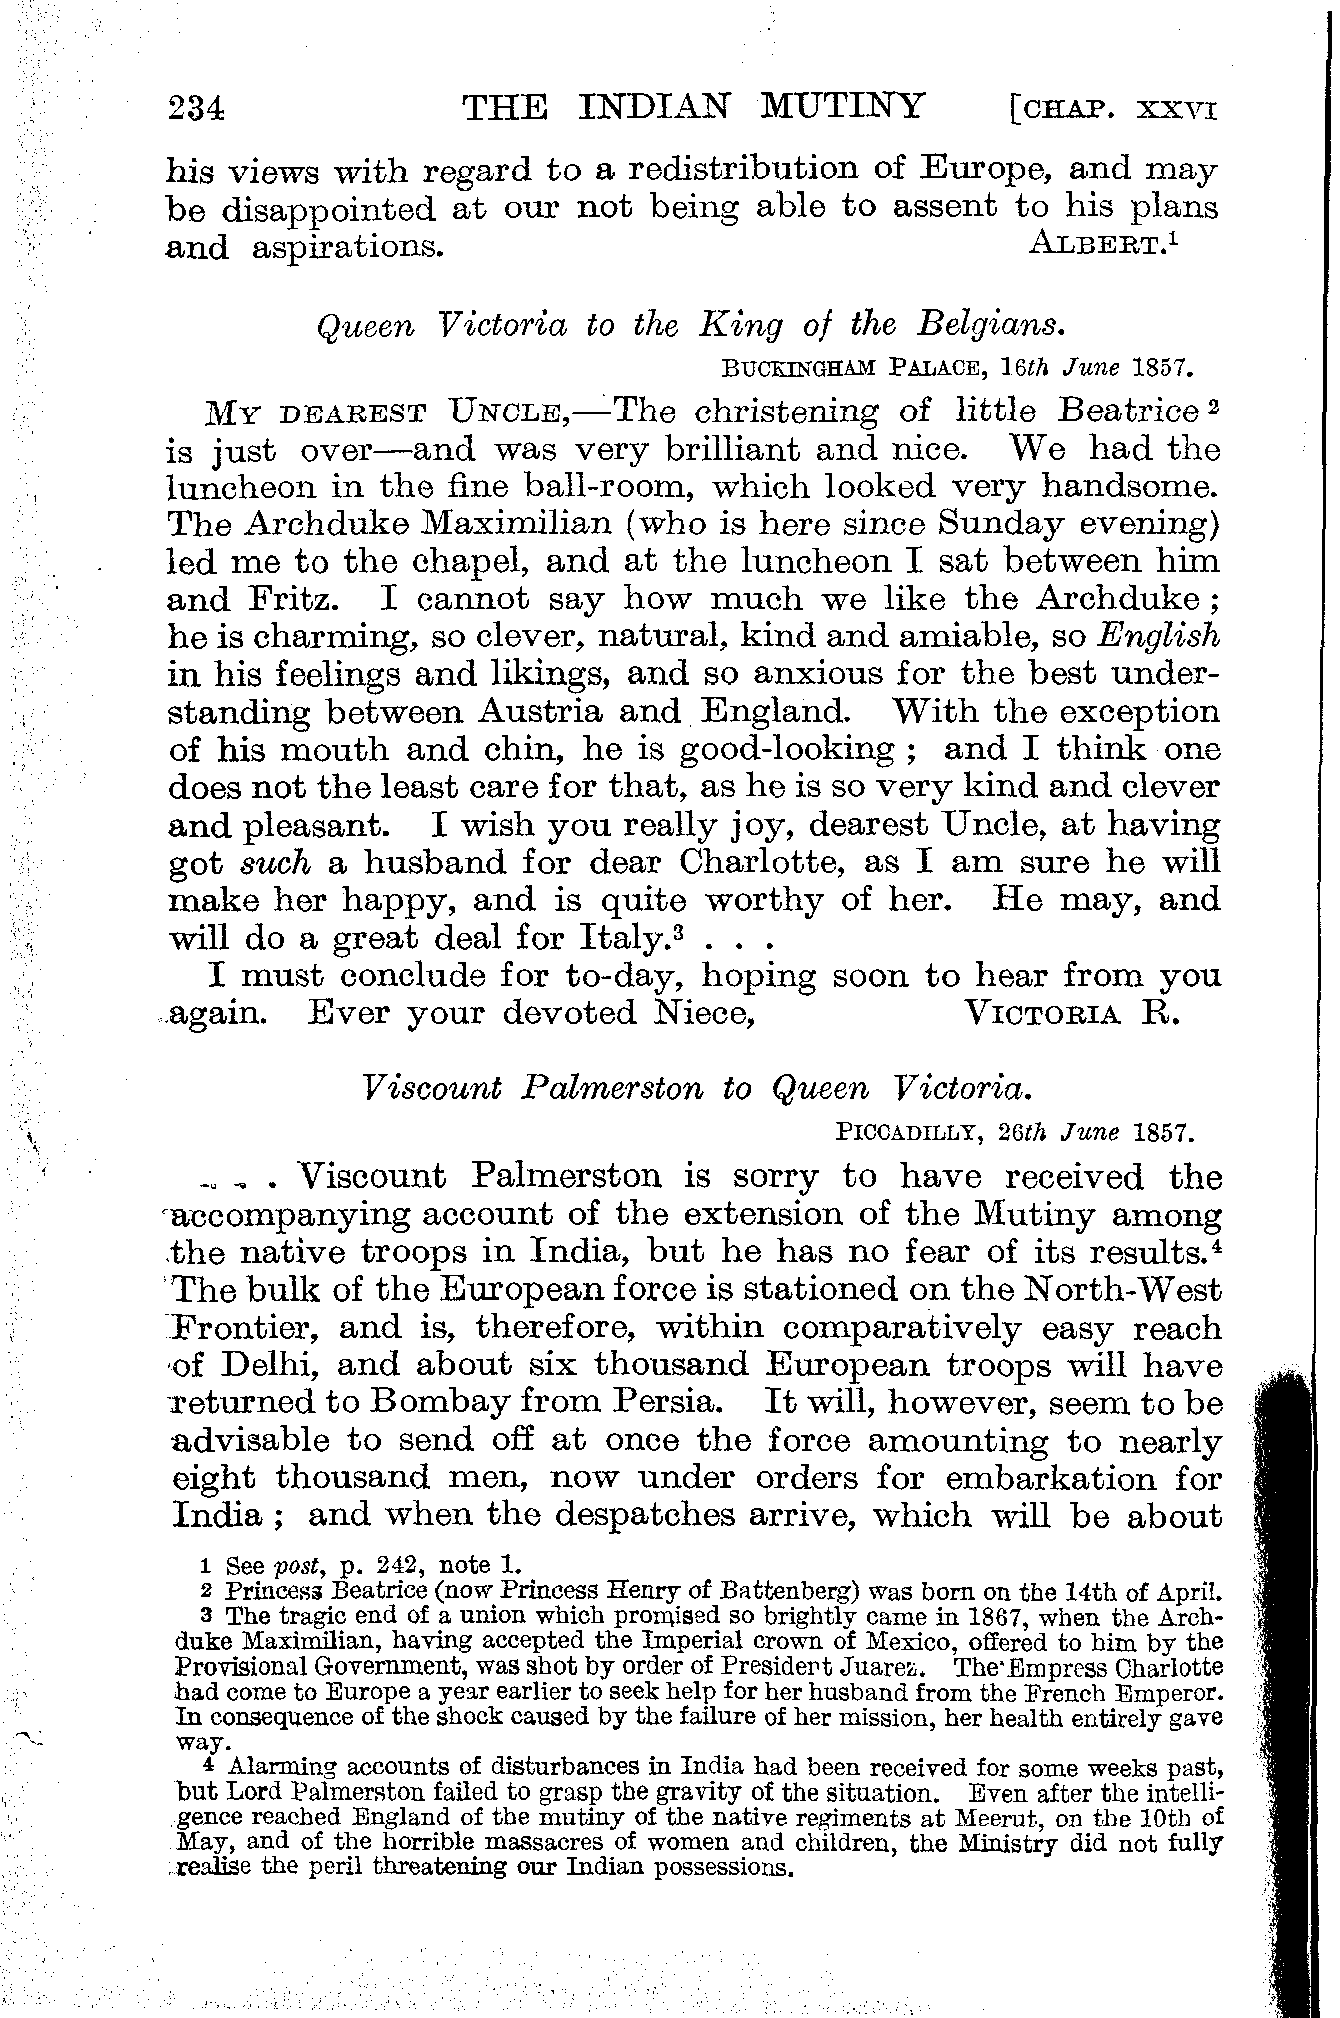 234 THE INDIAN MUTINY [CHAP. XXVI
his views with regard to a redistribution of Europe, and may
be disappointed at our not being able to assent to his plans
and aspirations. ALBERT.¹
Queen Victoria to the King of the Belgians.
BUCKINGHAM PALACE, 16th June 1857.
MY DEAREST UNCLE,—The christening of little Beatrice ²
is just over—and was very brilliant and nice. We had the
luncheon in the fine ball-room, which looked very handsome.
The Archduke Maximilian (who is here since Sunday evening)
led me to the chapel, and at the luncheon I sat between him
and Fritz. I cannot say how much we like the Archduke ;
he is charming, so clever, natural, kind and amiable, so English
in his feelings and likings, and so anxious for the best under-
standing between Austria and England. With the exception
of his mouth and chin, he is good-looking ; and I think one
does not the least care for that, as he is so very kind and clever
and pleasant. I wish you really joy, dearest Uncle, at having
got such a husband for dear Charlotte, as I am sure he will
make her happy, and is quite worthy of her. He may, and
will do a great deal for Italy.³ . . .
I must conclude for to-day, hoping soon to hear from you
again. Ever your devoted Niece, VICTORIA R.
Viscount Palmerston to Queen Victoria.
PICCADILLY, 26th June 1857.
. . . Viscount Palmerston is sorry to have received the
accompanying account of the extension of the Mutiny among
the native troops in India, but he has no fear of its results.⁴
The bulk of the European force is stationed on the North-West
Frontier, and is, therefore, within comparatively easy reach
of Delhi, and about six thousand European troops will have
returned to Bombay from Persia. It will, however, seem to be
advisable to send off at once the force amounting to nearly
eight thousand men, now under orders for embarkation for
India ; and when the despatches arrive, which will be about
1 See post, p. 242, note 1.
2 Princess Beatrice (now Princess Henry of Battenberg) was born on the 14th of April.
3 The tragic end of a union which promised so brightly came in 1867, when the Arch-
duke Maximilian, having accepted the Imperial crown of Mexico, offered to him by the
Provisional Government, was shot by order of President Juarez. The Empress Charlotte
had come to Europe a year earlier to seek help for her husband from the French Emperor.
In consequence of the shock caused by the failure of her mission, her health entirely gave
way.
4 Alarming accounts of disturbances in India had been received for some weeks past,
but Lord Palmerston failed to grasp the gravity of the situation. Even after the intelli-
gence reached England of the mutiny of the native regiments at Meerut, on the 10th of
May, and of the horrible massacres of women and children, the Ministry did not fully
realise the peril threatening our Indian possessions.